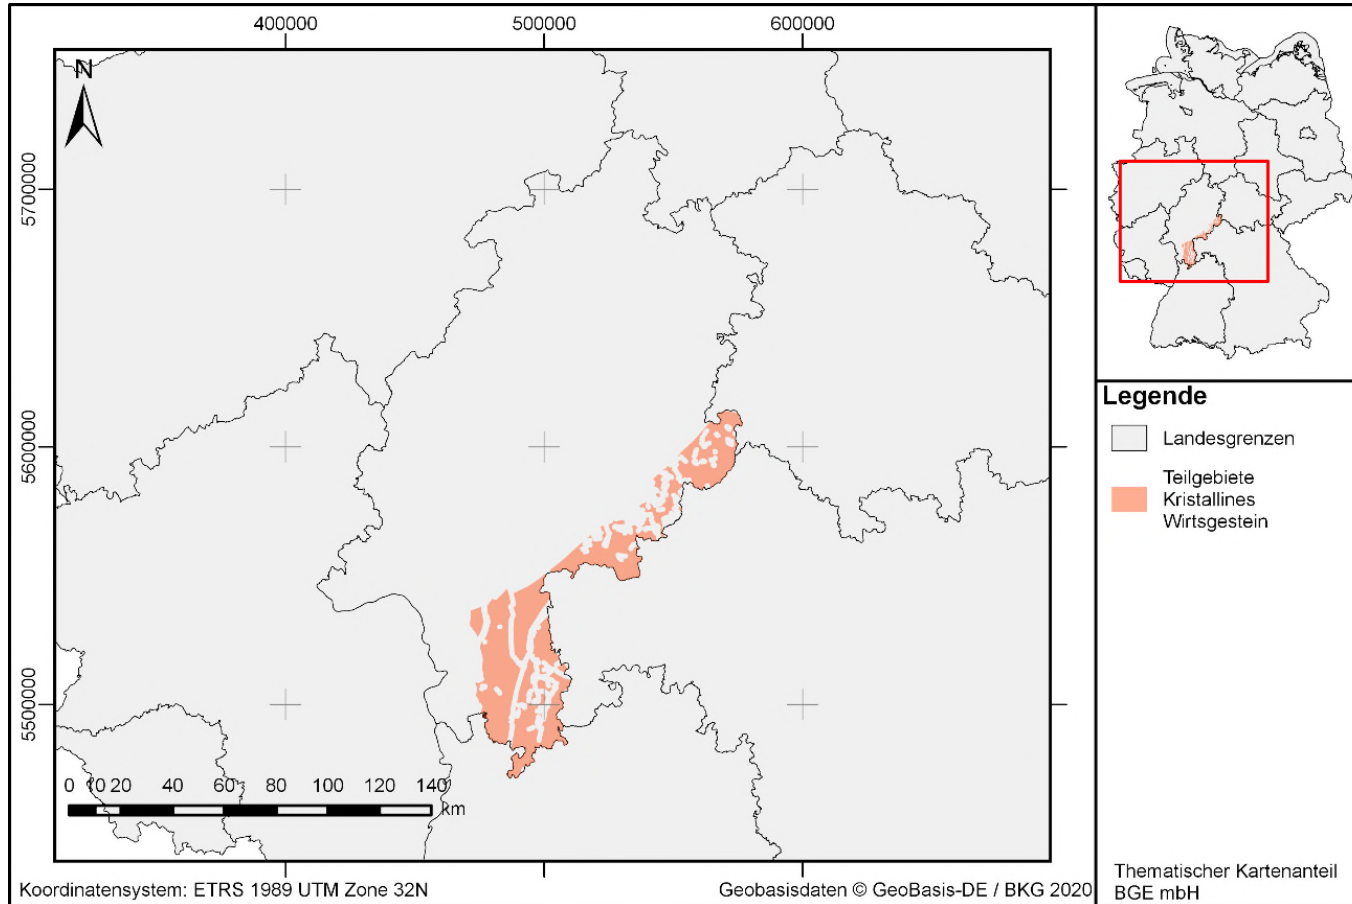 400000 500000 600000
N
5700000
5600000
5500000
0 10 20 40 60 80 100 120 140
km
Koordinatensystem: ETRS 1989 UTM Zone 32N
Geobasisdaten © GeoBasis-DE / BKG 2020
Legende
Landesgrenzen
Teilgebiete
Kristallines
Wirtsgestein
Thematischer Kartenanteil
BGE mbH